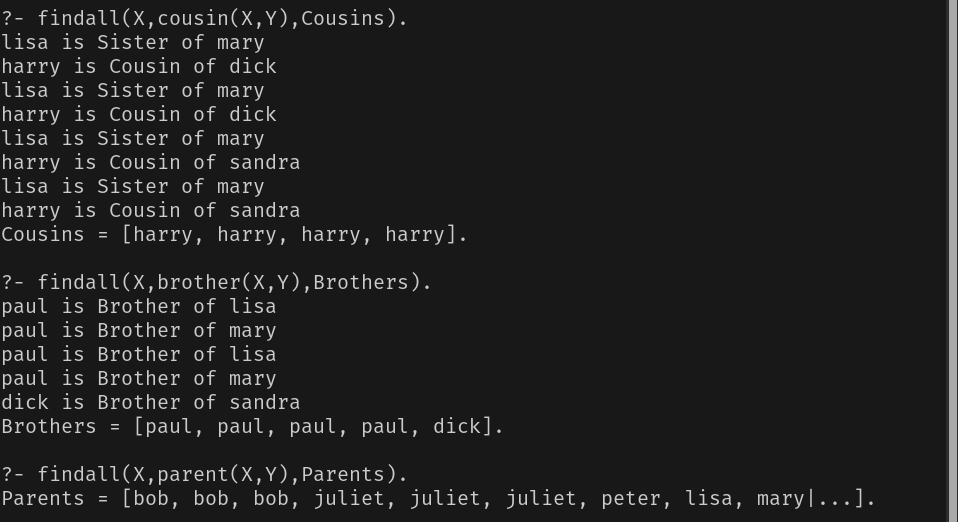 ?- findall(X,cousin(X,Y),Cousins).
lisa is Sister of mary
harry is Cousin of dick
lisa is Sister of mary
harry is Cousin of dick
lisa is Sister of mary
harry is Cousin of sandra
lisa is Sister of mary
harry is Cousin of sandra
Cousins = [harry, harry, harry, harry].
?- findall(X,brother(X,Y),Brothers).
paul is Brother of lisa
paul is Brother of mary
paul is Brother of lisa
paul is Brother of mary
dick is Brother of sandra
Brothers = [paul, paul, paul, paul, dick].
?- findall(X,parent(X,Y),Parents).
Parents = [bob, bob, bob, juliet, juliet, juliet, peter, lisa, mary|...].